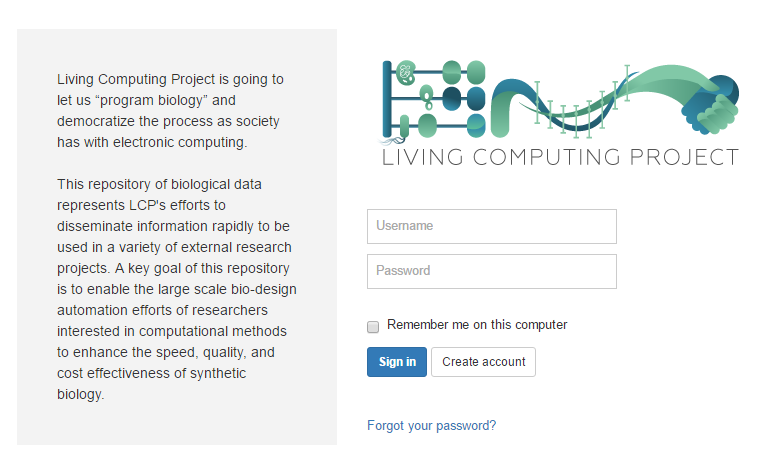 Living Computing Project is going to
let us “program biology” and
democratize the process as society
has with electronic computing.
This repository of biological data
represents LCP's efforts to
disseminate information rapidly to be
used in a variety of external research
projects. A key goal of this repository
is to enable the large scale bio-design
automation efforts of researchers
interested in computational methods
to enhance the speed, quality, and
cost effectiveness of synthetic
biology.
LIVING COMPUTING PROJECT
Username
Password
Remember me on this computer
Sign in Create account
Forgot your password?